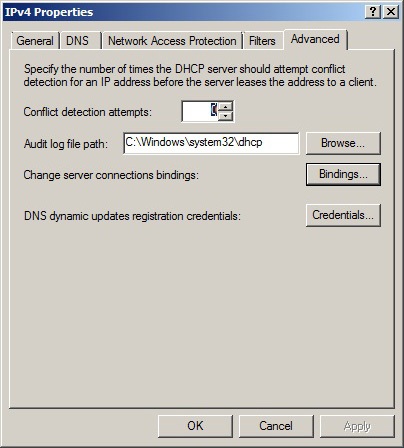 IPv4 Properties
General
DNS
Network Access Protection
Filters
Advanced
Specify the number of times the DHCP server should attempt conflict
detection for an IP address before the server leases the address to a client.
Conflict detection attempts:
Audit log file path: C:\Windows\system32\dhcp Browse...
Change server connections bindings: Bindings...
DNS dynamic updates registration credentials: Credentials...
OK Cancel Apply